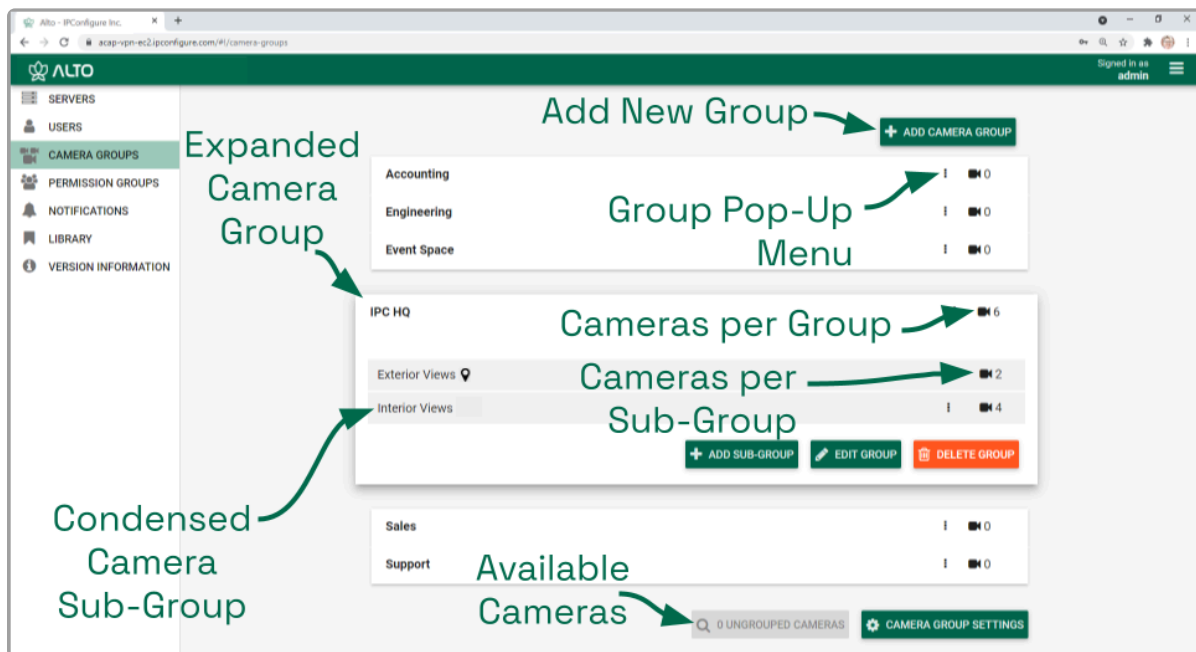 Alto - IPConfigure Inc.
acap-vpn-ec2.ipconfigure.com/#!/camera-groups
ALTO
Signed in as
admin
SERVERS
USERS
CAMERA GROUPS
PERMISSION GROUPS
NOTIFICATIONS
LIBRARY
VERSION INFORMATION
Add New Group
ADD CAMERA GROUP
Expanded
Camera
Group
Accounting 0
Engineering 0
Event Space 0
Group Pop-Up
Menu
IPC HQ 6
Cameras per Group
Exterior Views 2
Interior Views 4
Cameras per
Sub-Group
ADD SUB-GROUP
EDIT GROUP
DELETE GROUP
Condensed
Camera
Sub-Group
Sales 0
Support 0
Available
Cameras
0 UNGROUPED CAMERAS
CAMERA GROUP SETTINGS